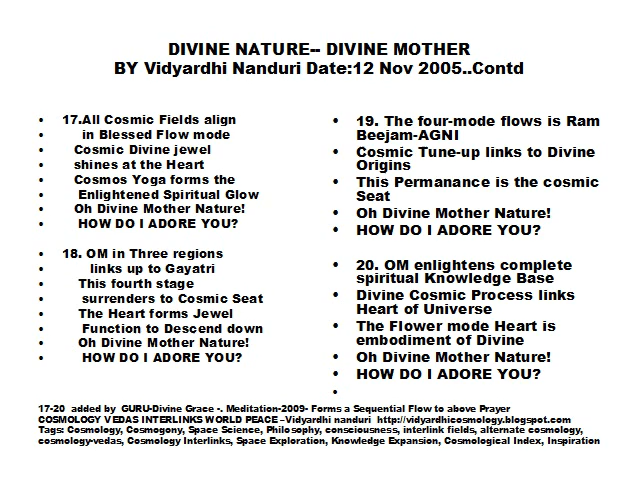 DIVINE NATURE-- DIVINE MOTHER
BY Vidyardhi Nanduri Date:12 Nov 2005..Contd
• 17.All Cosmic Fields align
• in Blessed Flow mode
• Cosmic Divine jewel
• shines at the Heart
• Cosmos Yoga forms the
• Enlightened Spiritual Glow
• Oh Divine Mother Nature!
• HOW DO I ADORE YOU?
• 18. OM in Three regions
• links up to Gayatri
• This fourth stage
• surrenders to Cosmic Seat
• The Heart forms Jewel
• Function to Descend down
• Oh Divine Mother Nature!
• HOW DO I ADORE YOU?
• 19. The four-mode flows is Ram
Beejam-AGNI
• Cosmic Tune-up links to Divine
Origins
• This Permanance is the cosmic
Seat
• Oh Divine Mother Nature!
• HOW DO I ADORE YOU?
• 20. OM enlightens complete
spiritual Knowledge Base
• Divine Cosmic Process links
Heart of Universe
• The Flower mode Heart is
embodiment of Divine
• Oh Divine Mother Nature!
• HOW DO I ADORE YOU?
•
17-20 added by GURU-Divine Grace -. Meditation-2009- Forms a Sequential Flow to above Prayer
COSMOLOGY VEDAS INTERLINKS WORLD PEACE –Vidyardhi nanduri http://vidyardhicosmology.blogspot.com
Tags: Cosmology, Cosmogony, Space Science, Philosophy, consciousness, interlink fields, alternate cosmology,
cosmology-vedas, Cosmology Interlinks, Space Exploration, Knowledge Expansion, Cosmological Index, Inspiration